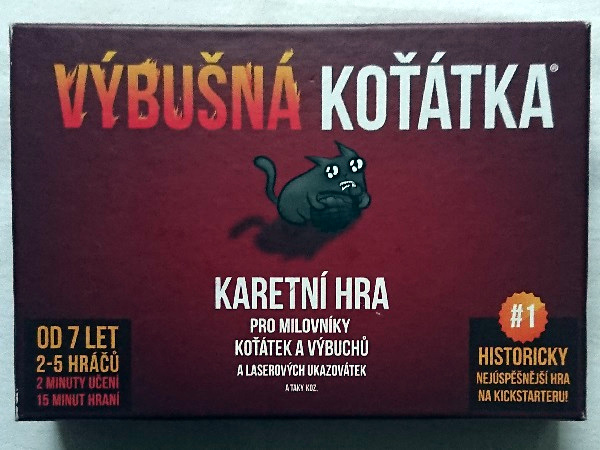 VÝBUŠNÁ KOŤÁTKA®
KARETNÍ HRA
PRO MILOVNÍKY
KOŤÁTEK A VÝBUCHŮ
A LASEROVÝCH UKAZOVÁTEK
A TAKY KOZ.
OD 7 LET
2-5 HRÁČŮ
2 MINUTY UČENÍ
15 MINUT HRANÍ
#1
HISTORICKY
NEJÚSPĚŠNĚJŠÍ HRA
NA KICKSTARTERU!